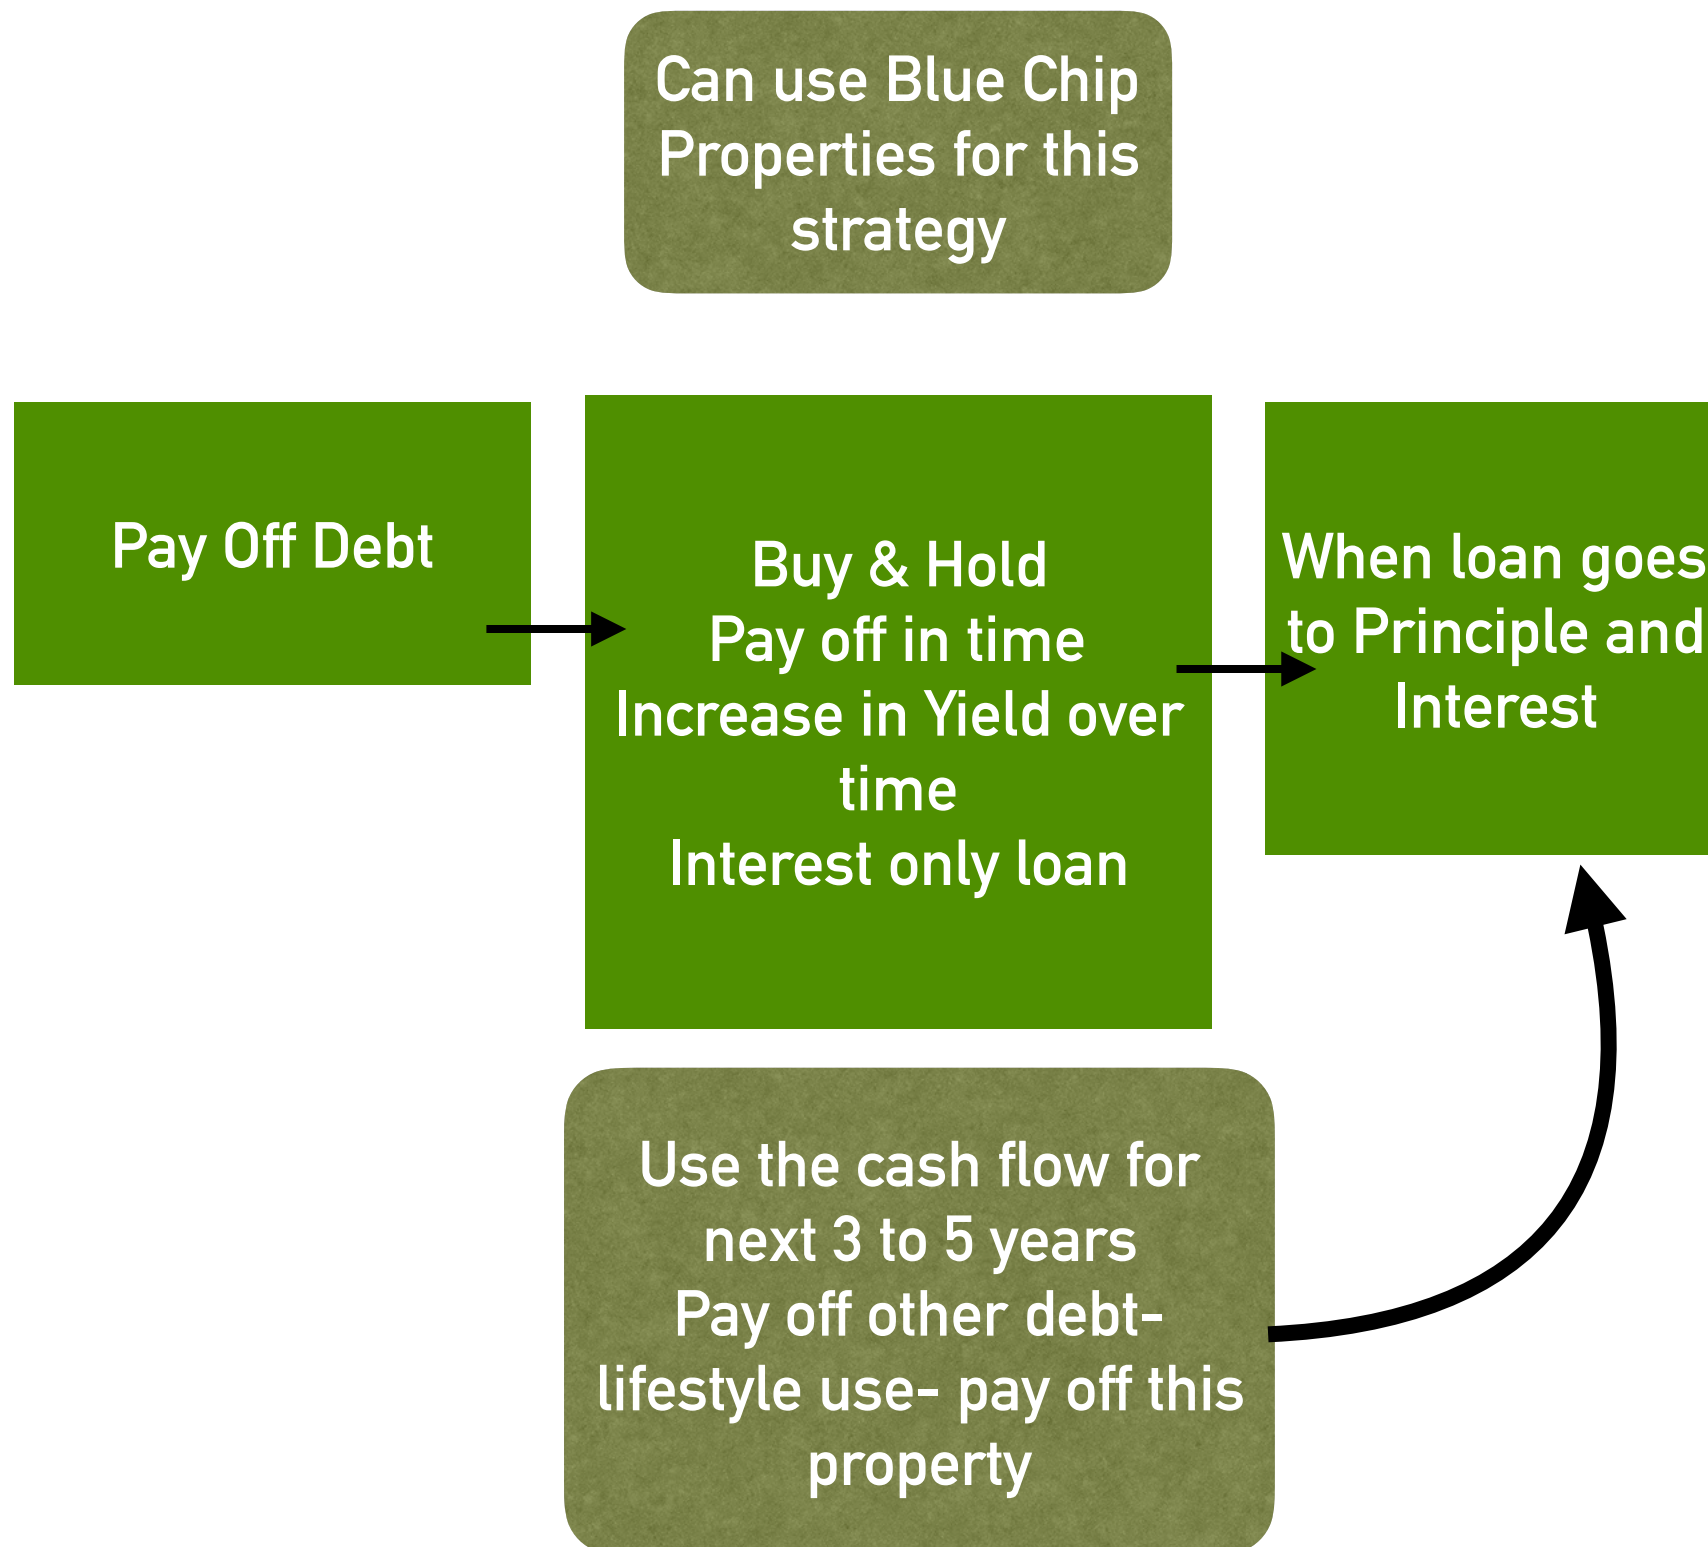 Can use Blue Chip
Properties for this
strategy
Pay Off Debt
Buy & Hold
Pay off in time
Increase in Yield over
time
Interest only loan
When loan goes
to Principle and
Interest
Use the cash flow for
next 3 to 5 years
Pay off other debt-
lifestyle use- pay off this
property